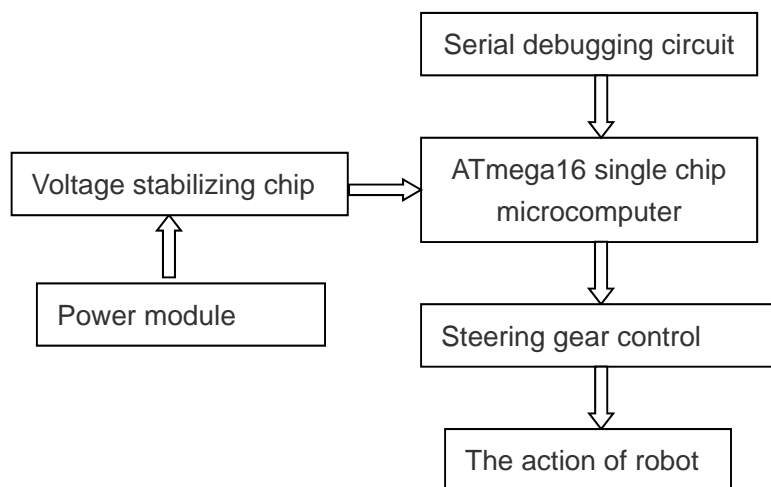 Serial debugging circuit
Voltage stabilizing chip
ATmega16 single chip
microcomputer
Power module
Steering gear control
The action of robot